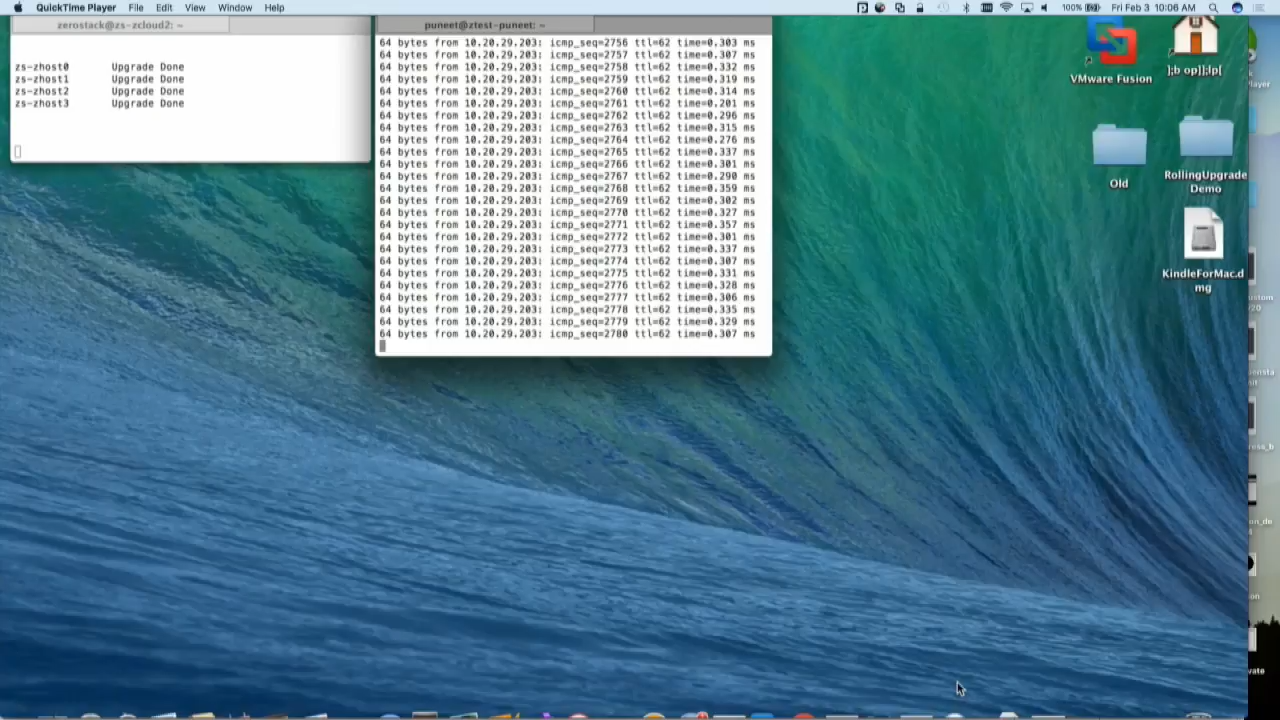 QuickTime Player File Edit View Window Help
100% Fri Feb 3 10:06 AM
zerostack@zs-zcloud2: ~
zs-zhost0 Upgrade Done
zs-zhost1 Upgrade Done
zs-zhost2 Upgrade Done
zs-zhost3 Upgrade Done
puneet@ztest-puneet: ~
64 bytes from 10.20.29.203: icmp_seq=2756 ttl=62 time=0.303 ms
64 bytes from 10.20.29.203: icmp_seq=2757 ttl=62 time=0.307 ms
64 bytes from 10.20.29.203: icmp_seq=2758 ttl=62 time=0.332 ms
64 bytes from 10.20.29.203: icmp_seq=2759 ttl=62 time=0.319 ms
64 bytes from 10.20.29.203: icmp_seq=2760 ttl=62 time=0.314 ms
64 bytes from 10.20.29.203: icmp_seq=2761 ttl=62 time=0.201 ms
64 bytes from 10.20.29.203: icmp_seq=2762 ttl=62 time=0.296 ms
64 bytes from 10.20.29.203: icmp_seq=2763 ttl=62 time=0.315 ms
64 bytes from 10.20.29.203: icmp_seq=2764 ttl=62 time=0.276 ms
64 bytes from 10.20.29.203: icmp_seq=2765 ttl=62 time=0.337 ms
64 bytes from 10.20.29.203: icmp_seq=2766 ttl=62 time=0.301 ms
64 bytes from 10.20.29.203: icmp_seq=2767 ttl=62 time=0.290 ms
64 bytes from 10.20.29.203: icmp_seq=2768 ttl=62 time=0.359 ms
64 bytes from 10.20.29.203: icmp_seq=2769 ttl=62 time=0.302 ms
64 bytes from 10.20.29.203: icmp_seq=2770 ttl=62 time=0.327 ms
64 bytes from 10.20.29.203: icmp_seq=2771 ttl=62 time=0.357 ms
64 bytes from 10.20.29.203: icmp_seq=2772 ttl=62 time=0.301 ms
64 bytes from 10.20.29.203: icmp_seq=2773 ttl=62 time=0.337 ms
64 bytes from 10.20.29.203: icmp_seq=2774 ttl=62 time=0.307 ms
64 bytes from 10.20.29.203: icmp_seq=2775 ttl=62 time=0.331 ms
64 bytes from 10.20.29.203: icmp_seq=2776 ttl=62 time=0.328 ms
64 bytes from 10.20.29.203: icmp_seq=2777 ttl=62 time=0.306 ms
64 bytes from 10.20.29.203: icmp_seq=2778 ttl=62 time=0.335 ms
64 bytes from 10.20.29.203: icmp_seq=2779 ttl=62 time=0.329 ms
64 bytes from 10.20.29.203: icmp_seq=2780 ttl=62 time=0.307 ms
VMware Fusion
];b op]];lp[
Old
RollingUpgrade
Demo
KindleForMac.d
mg